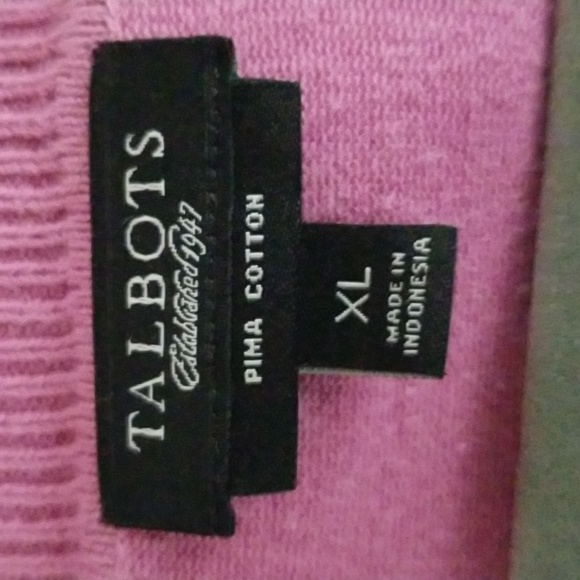 TALBOTS
Established 1947
PIMA COTTON
XL
MADE IN
INDONESIA